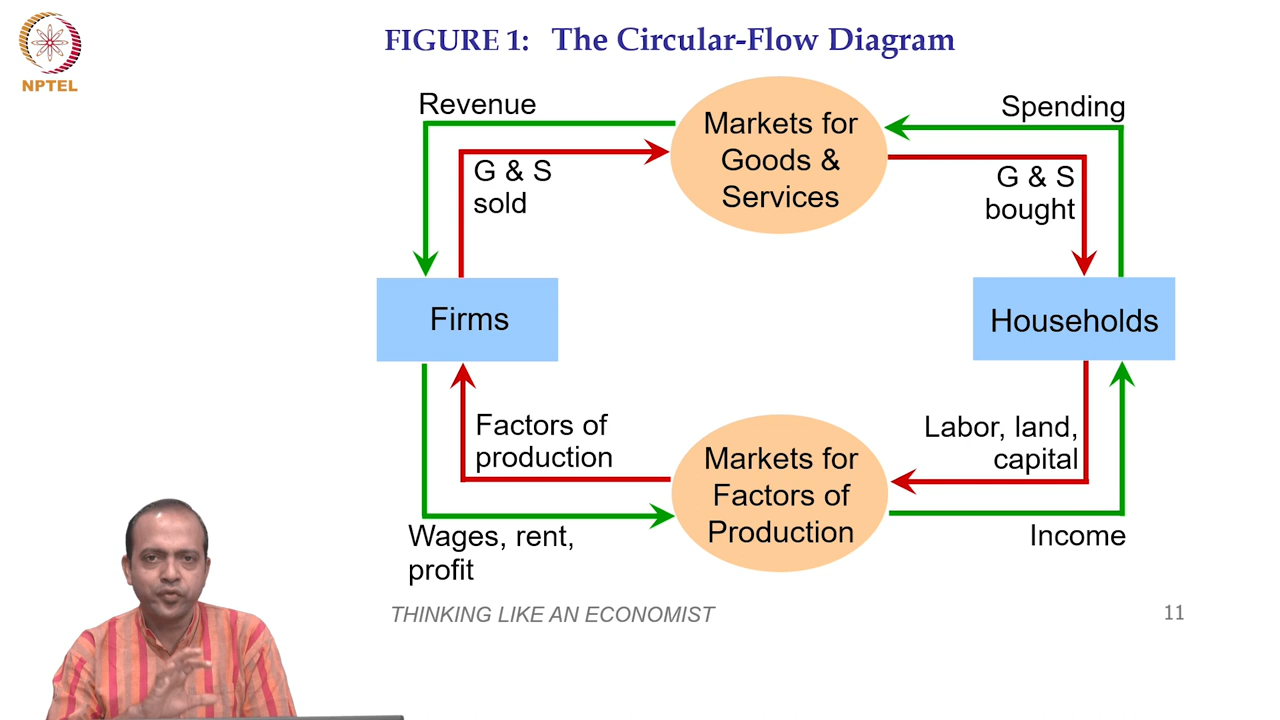 NPTEL
FIGURE 1: The Circular-Flow Diagram
Revenue
Markets for
Goods &
Services
Spending
G & S
sold
G & S
bought
Firms
Households
Factors of
production
Markets for
Factors of
Production
Labor, land,
capital
Wages, rent,
profit
Income
THINKING LIKE AN ECONOMIST
11